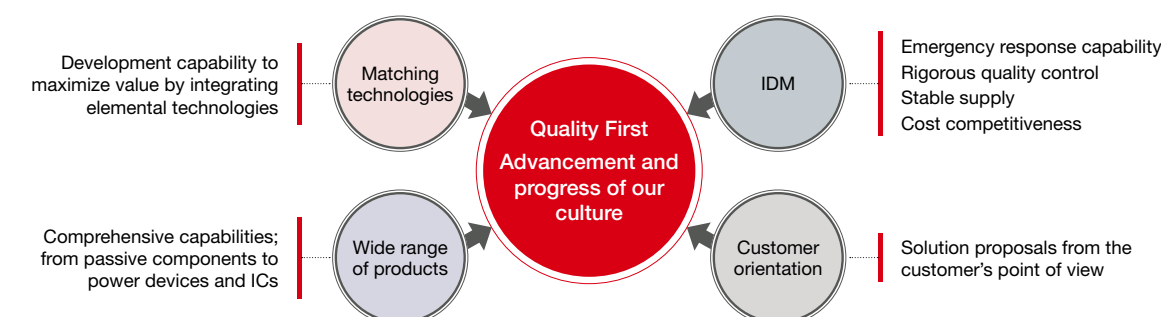 Development capability to
maximize value by integrating
elemental technologies
Matching
technologies
Quality First
Advancement and
progress of our
culture
IDM
Emergency response capability
Rigorous quality control
Stable supply
Cost competitiveness
Comprehensive capabilities;
from passive components to
power devices and ICs
Wide range
of products
Customer
orientation
Solution proposals from the
customer's point of view